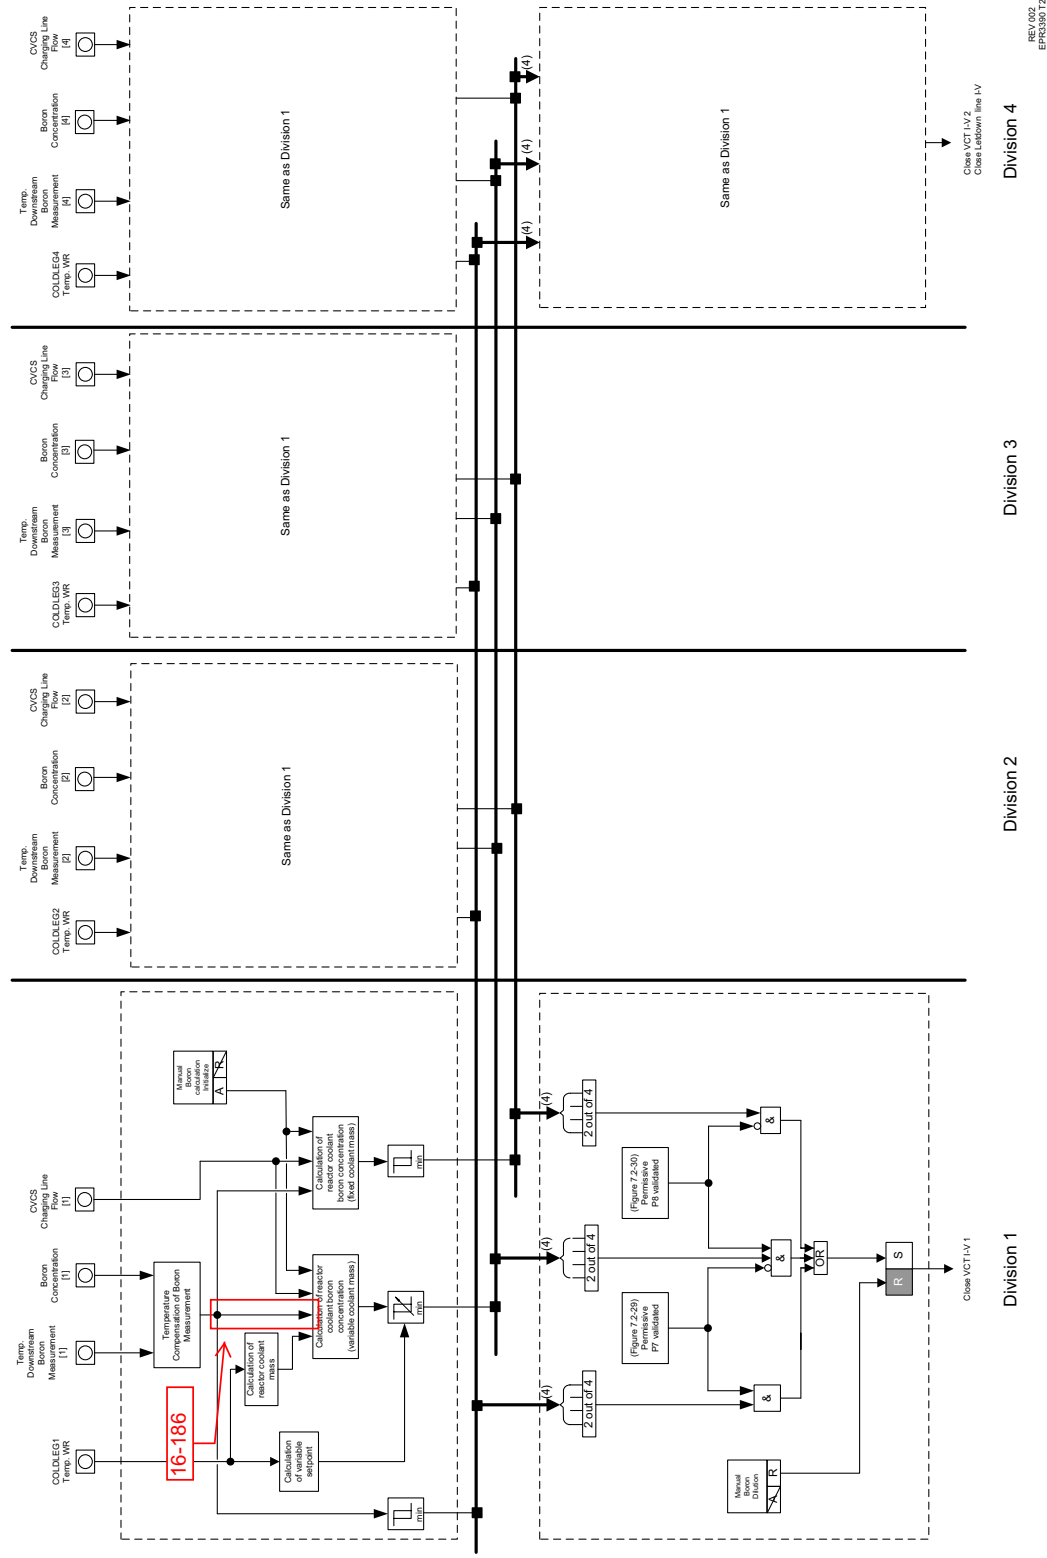 COLDLEG1
Temp. WR
Temp.
Downstream
Boron
Measurement
[1]
Boron
Concentration
[1]
CVCS
Charging Line
Flow
[1]
COLDLEG2
Temp. WR
Temp.
Downstream
Boron
Measurement
[2]
Boron
Concentration
[2]
CVCS
Charging Line
Flow
[2]
COLDLEG3
Temp. WR
Temp.
Downstream
Boron
Measurement
[3]
Boron
Concentration
[3]
CVCS
Charging Line
Flow
[3]
COLDLEG4
Temp. WR
Temp.
Downstream
Boron
Measurement
[4]
Boron
Concentration
[4]
CVCS
Charging Line
Flow
[4]
16-186
Temperature
Compensation of Boron
Measurement
Manual
Boron
calculation
Initialize
A R
Calculation of variable
setpoint
Calculation of
reactor coolant
mass
Calculation of reactor
coolant boron
concentration
(variable coolant mass)
Calculation of
reactor coolant
boron concentration
(fixed coolant mass)
min
min
min
Same as Division 1
Same as Division 1
Same as Division 1
(4)
(4)
(4)
(4)
(4)
(4)
2 out of 4
2 out of 4
2 out of 4
Manual
Boron
Dilution
A R
(Figure 7.2-29)
Permissive
P7 validated
(Figure 7.2-30)
Permissive
P8 validated
&
&
&
OR
R S
Same as Division 1
Close VCT I-V 1
Close VCT I-V 2
Close Letdown line I-V
Division 1
Division 2
Division 3
Division 4
REV 002
EPR3390 T2